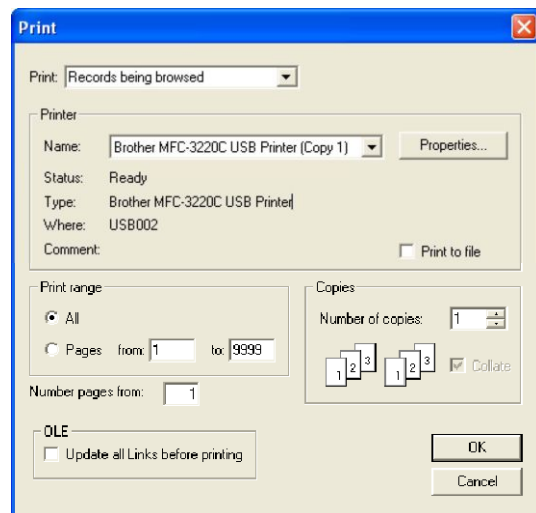 Print
Print: Records being browsed
Printer
Name: Brother MFC-3220C USB Printer (Copy 1) Properties...
Status: Ready
Type: Brother MFC-3220C USB Printer
Where: USB002
Comment: Print to file
Print range
All
Pages from: 1 to: 9999
Number pages from: 1
Copies
Number of copies: 1
1 2 3 1 2 3 Collate
OLE
Update all Links before printing
OK
Cancel